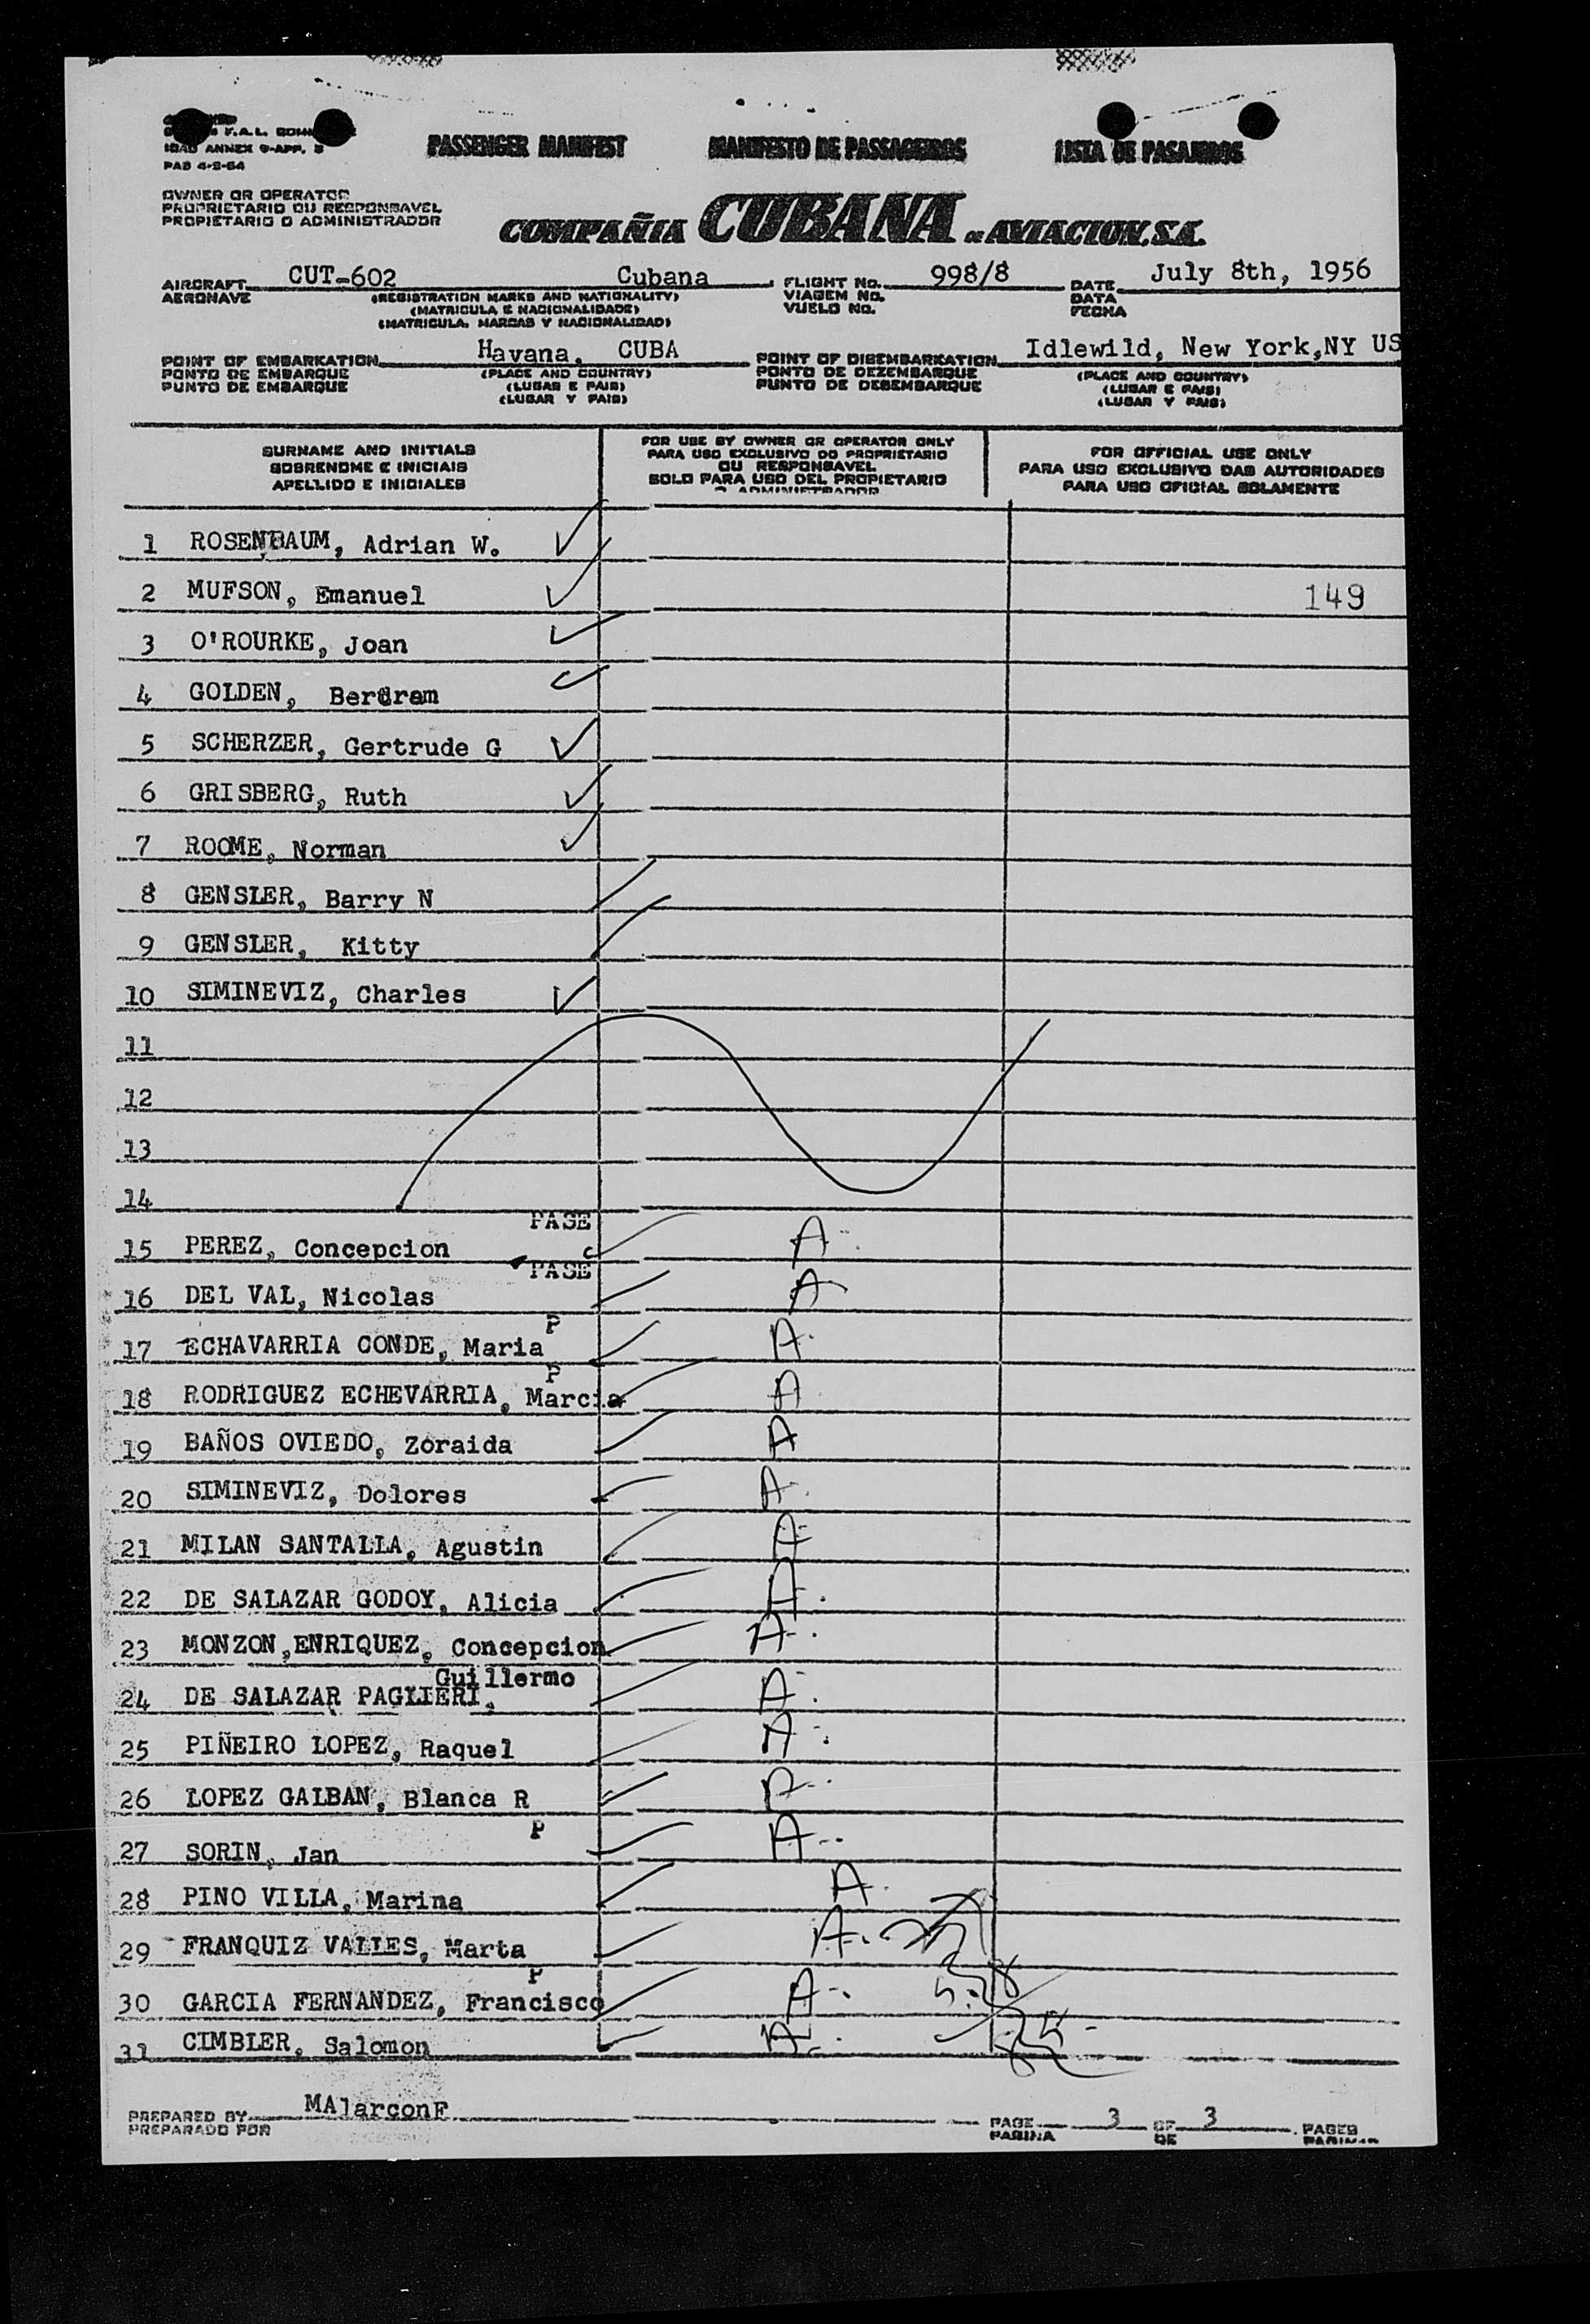 F.A.L.
ICAO ANNEX 9-APP. 3
PAD 4-2-54
PASSENGER MANIFEST MANIFESTO DE PASSAGEIROS LISTA DE PASAJEROS
OWNER OR OPERATOR
PROPRIETARIO OU RESPONSAVEL
PROPIETARIO O ADMINISTRADOR
COMPAÑIA CUBANA DE AVIACION, S.A.
AIRCRAFT CUT-602 Cubana FLIGHT No. 998/8 DATE July 8th, 1956
AERONAVE (REGISTRATION MARKS AND NATIONALITY) VIAGEM No. DATA
(MATRICULA E NACIONALIDADE) VUELO No. FECHA
(MATRICULA, MARCAS Y NACIONALIDAD)
POINT OF EMBARKATION Havana, CUBA POINT OF DISEMBARKATION Idlewild, New York,NY US
PONTO DE EMBARQUE (PLACE AND COUNTRY) PONTO DE DEZEMBARQUE (PLACE AND COUNTRY)
PUNTO DE EMBARQUE (LUGAR E PAIS) PUNTO DE DESEMBARQUE (LUGAR E PAIS)
(LUGAR Y PAIS) (LUGAR Y PAIS)
SURNAME AND INITIALS
SOBRENOME E INICIAIS
APELLIDO E INICIALES
FOR USE BY OWNER OR OPERATOR ONLY
PARA USO EXCLUSIVO DO PROPRIETARIO
OU RESPONSAVEL
SOLO PARA USO DEL PROPIETARIO
O ADMINISTRADOR
FOR OFFICIAL USE ONLY
PARA USO EXCLUSIVO DAS AUTORIDADES
PARA USO OFICIAL SOLAMENTE
1 ROSENBAUM, Adrian W.
2 MUFSON, Emanuel 149
3 O'ROURKE, Joan
4 GOLDEN, Bertram
5 SCHERZER, Gertrude G
6 GRISBERG, Ruth
7 ROOME, Norman
8 GENSLER, Barry N
9 GENSLER, Kitty
10 SIMINEVIZ, Charles
11
12
13
14
PASE
15 PEREZ, Concepcion A
PASE
16 DEL VAL, Nicolas A
P
17 ECHAVARRIA CONDE, Maria A
P
18 RODRIGUEZ ECHEVARRIA, Marcia A
19 BAÑOS OVIEDO, Zoraida A
20 SIMINEVIZ, Dolores A
21 MILAN SANTALLA, Agustin A
22 DE SALAZAR GODOY, Alicia A
23 MONZON,ENRIQUEZ, Concepcion A
Guillermo
24 DE SALAZAR PAGLIERI, A
25 PIÑEIRO LOPEZ, Raquel A
26 LOPEZ GALBAN, Blanca R A
P
27 SORIN, Jan A
28 PINO VILLA, Marina A
29 FRANQUIZ VALLES, Marta A
P
30 GARCIA FERNANDEZ, Francisco A
31 CIMBLER, Salomon A
PREPARED BY MAlarconF PAGE 3 OF 3 PAGES
PREPARADO POR PAGINA DE PAGINAS